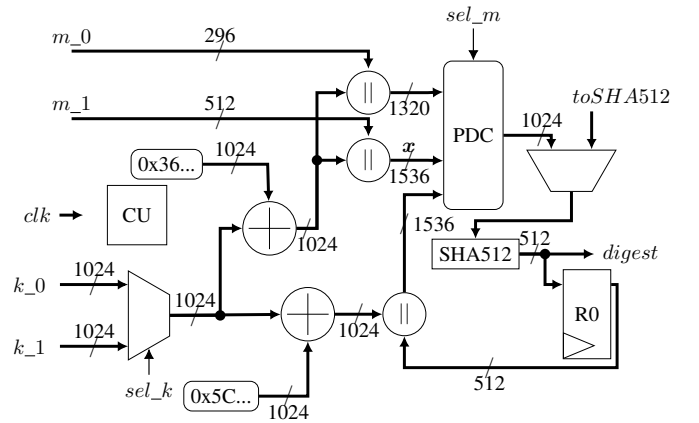 sel_m
m_0
296
||
1320
m_1
512
toSHA512
1024
PDC
x
||
1536
0x36...
1024
1024
1536
clk
CU
SHA512
512
digest
k_0
1024
1024
1024
||
R0
k_1
1024
sel_k
0x5C...
1024
512